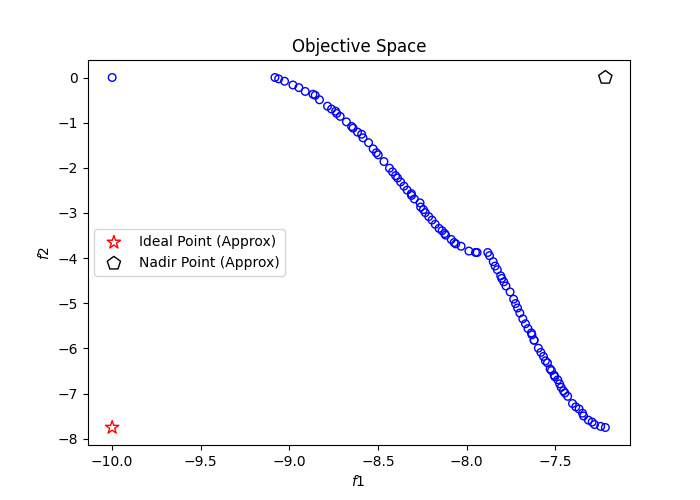 Objective Space
f2
0
−1
−2
−3
−4
−5
−6
−7
−8
Ideal Point (Approx)
Nadir Point (Approx)
−10.0 −9.5 −9.0 −8.5 −8.0 −7.5
f1